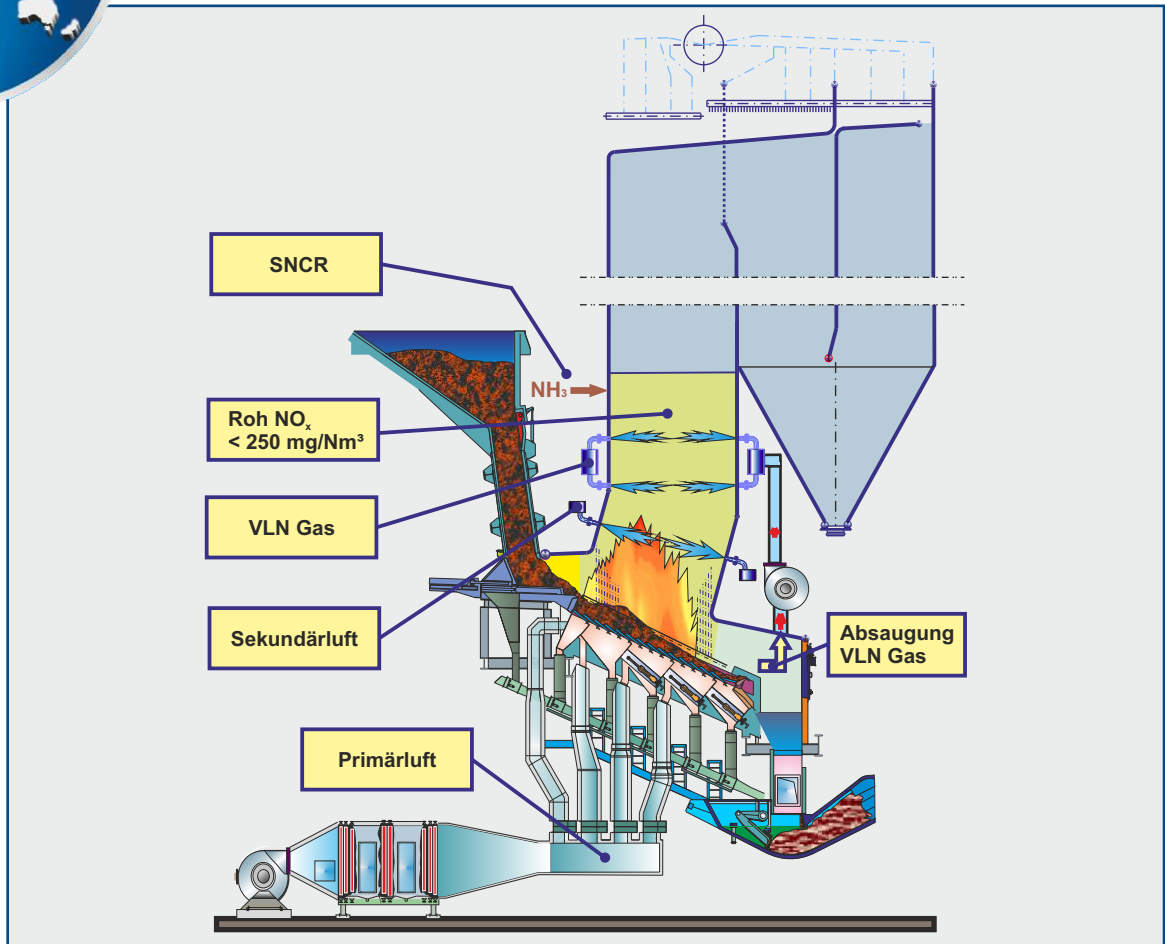 SNCR
NH₃
Roh NOₓ
< 250 mg/Nm³
VLN Gas
Sekundärluft
Absaugung
VLN Gas
Primärluft